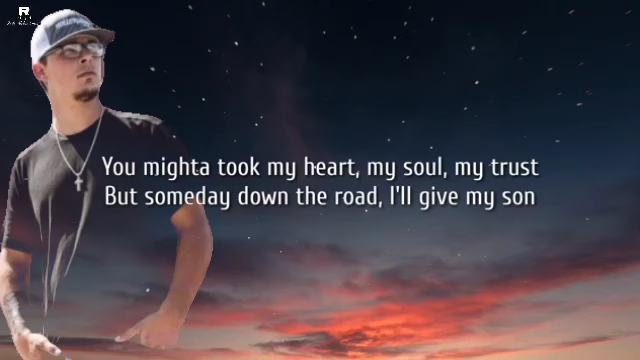 R
You mighta took my heart, my soul, my trust
But someday down the road, I'll give my son